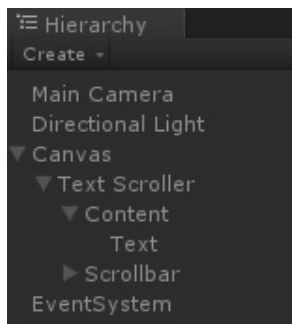 Hierarchy
Create
Main Camera
Directional Light
Canvas
Text Scroller
Content
Text
Scrollbar
EventSystem